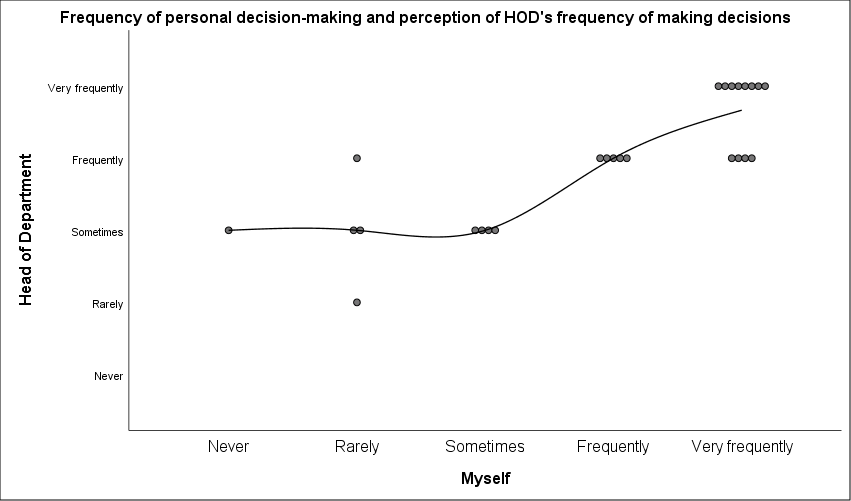 Frequency of personal decision-making and perception of HOD's frequency of making decisions
Head of Department
Very frequently
Frequently
Sometimes
Rarely
Never
Never Rarely Sometimes Frequently Very frequently
Myself